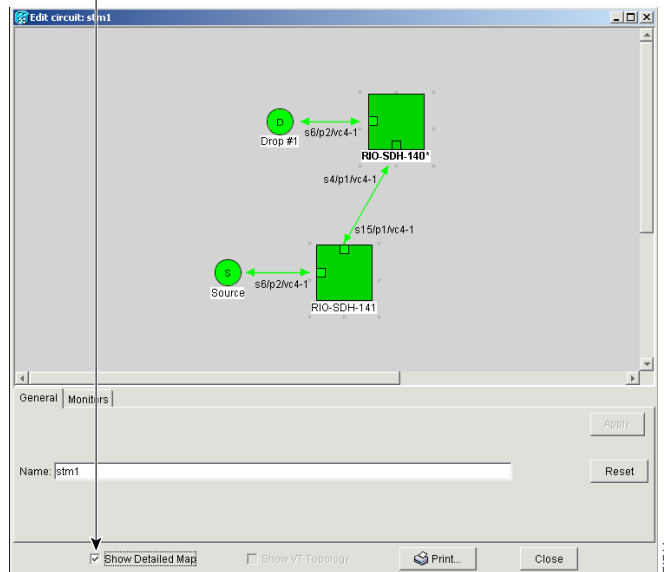 Edit circuit: stm1
D
Drop #1
s6/p2/vc4-1
RIO-SDH-140*
s4/p1/vc4-1
s15/p1/vc4-1
S
Source
s6/p2/vc4-1
RIO-SDH-141
General
Monitors
Apply
Name:
stm1
Reset
Show Detailed Map
Show VT Topology
Print...
Close